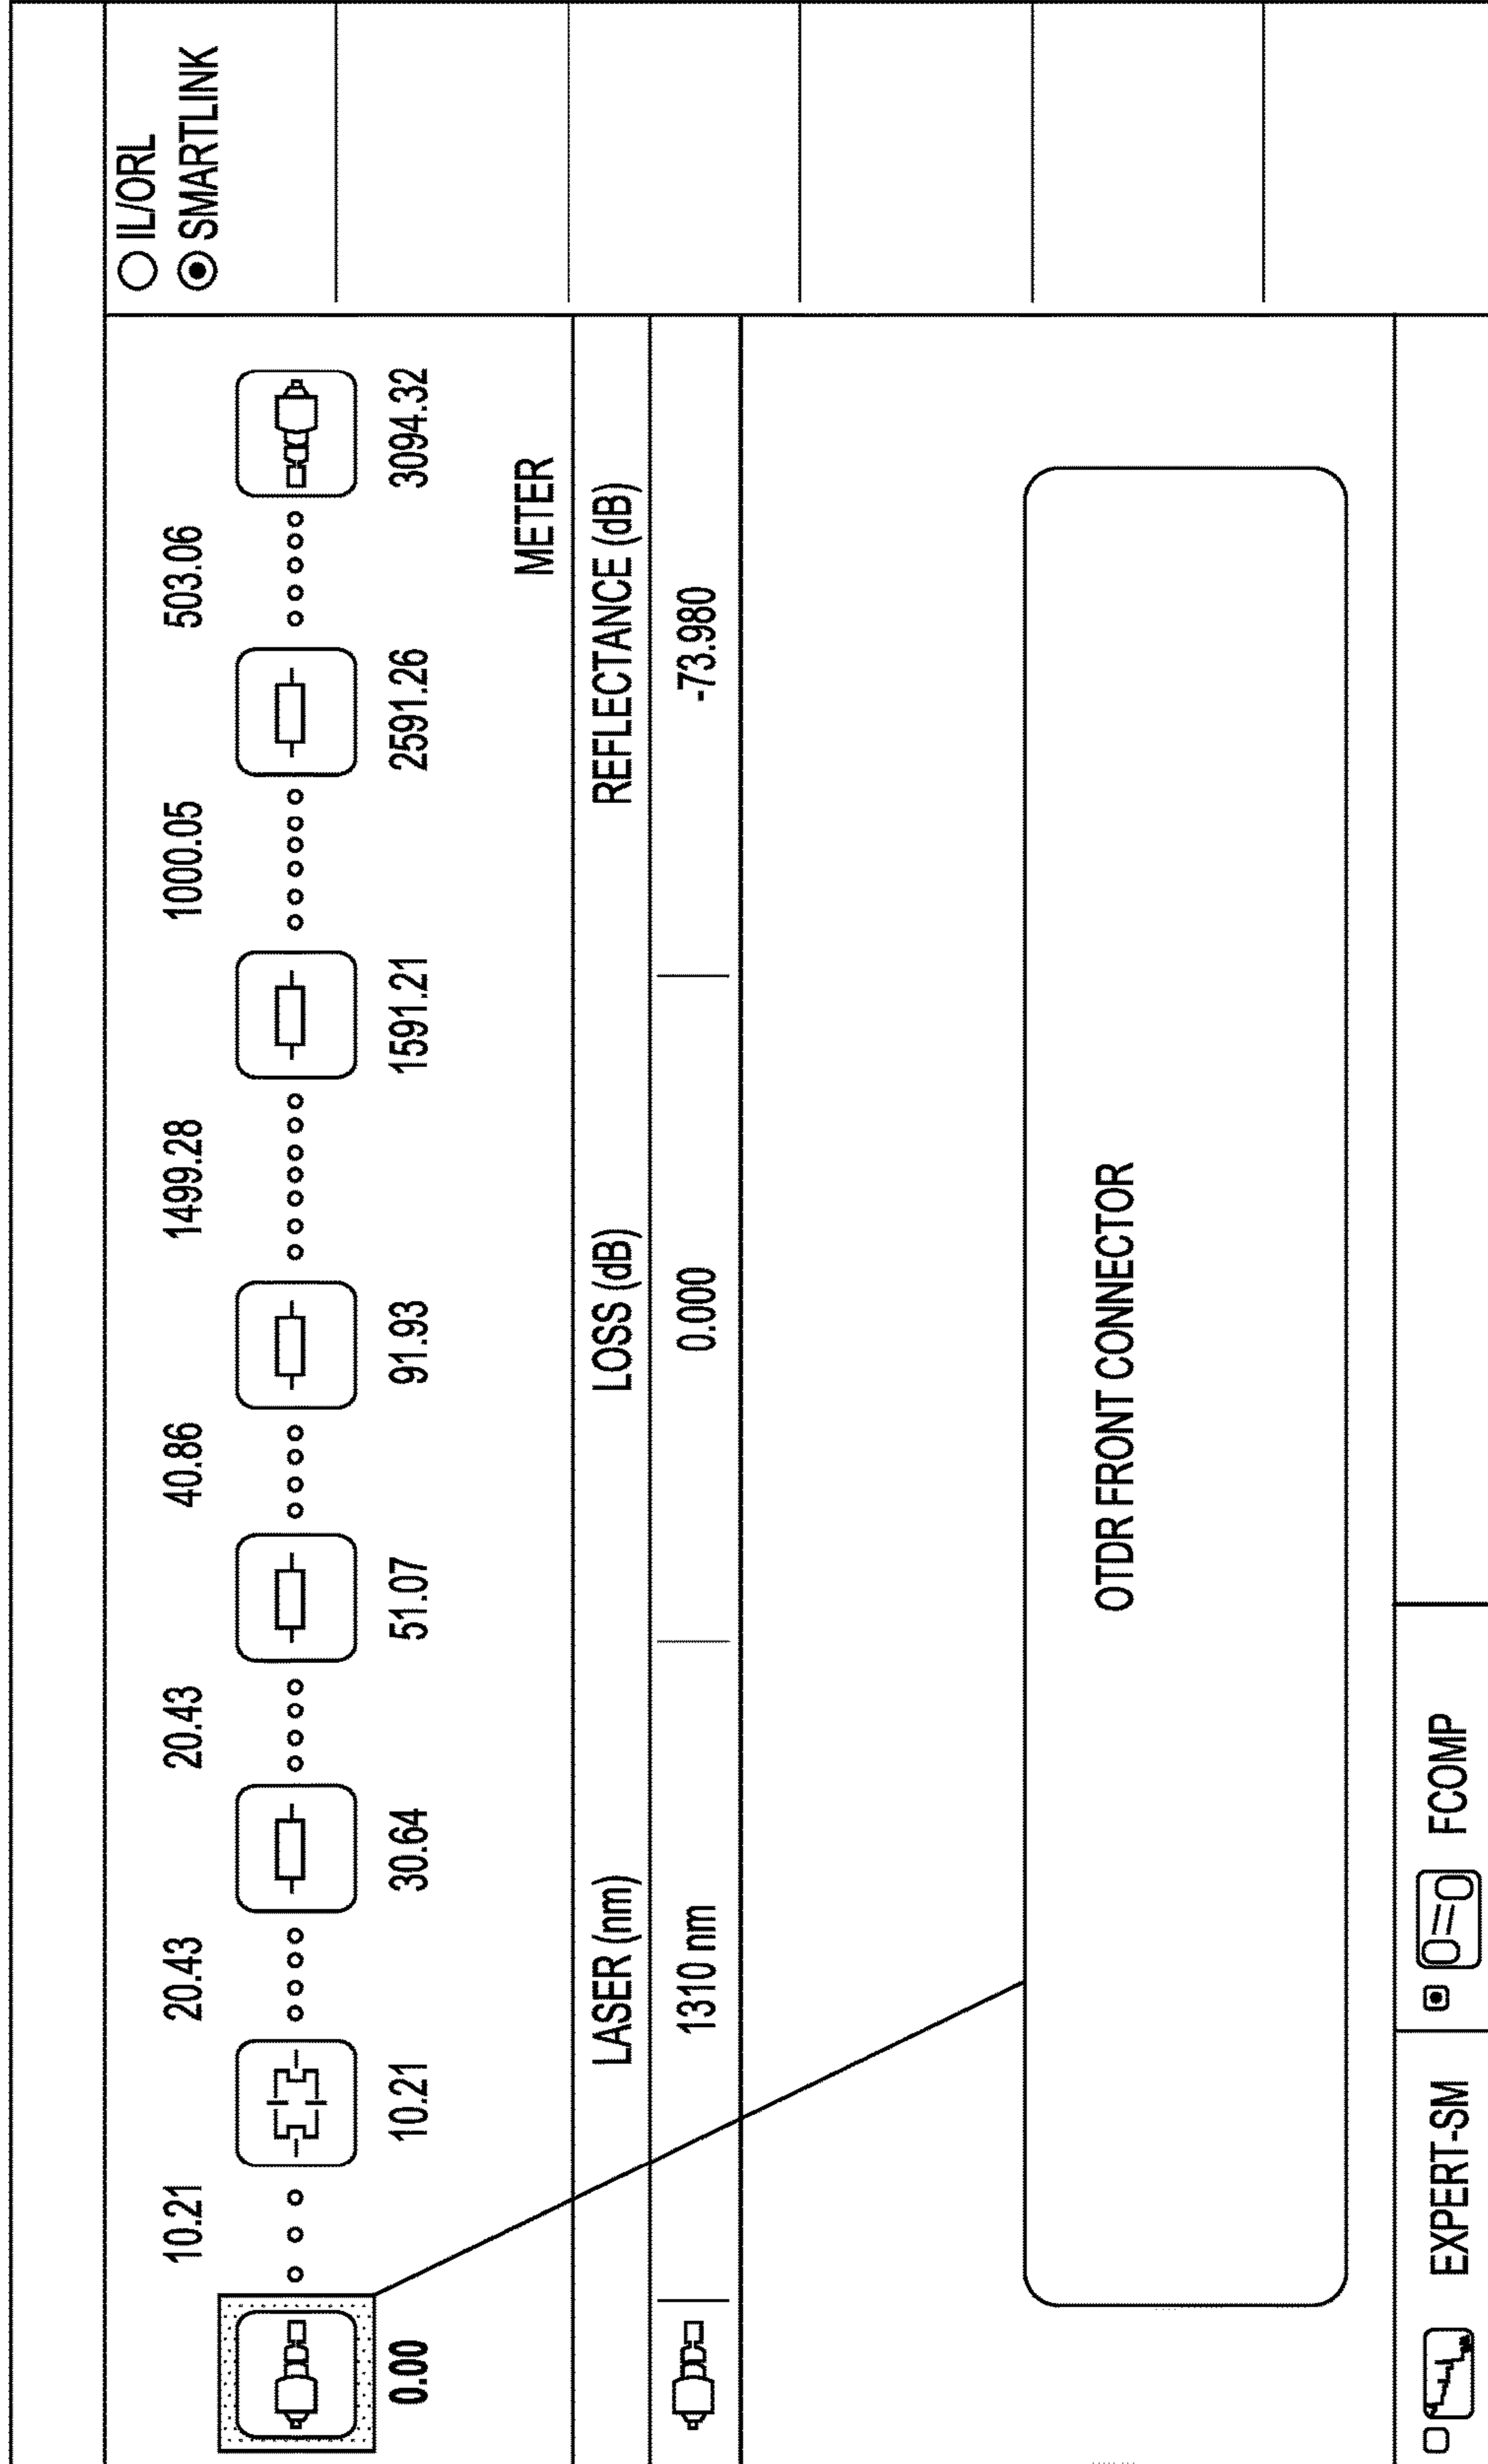 IL/ORL
SMARTLINK
10.21 20.43 20.43 40.86 1499.28 1000.05 503.06
0.00 10.21 30.64 51.07 91.93 1591.21 2591.26 3094.32
METER
LASER (nm) LOSS (dB) REFLECTANCE (dB)
1310 nm 0.000 -73.980
OTDR FRONT CONNECTOR
EXPERT-SM FCOMP